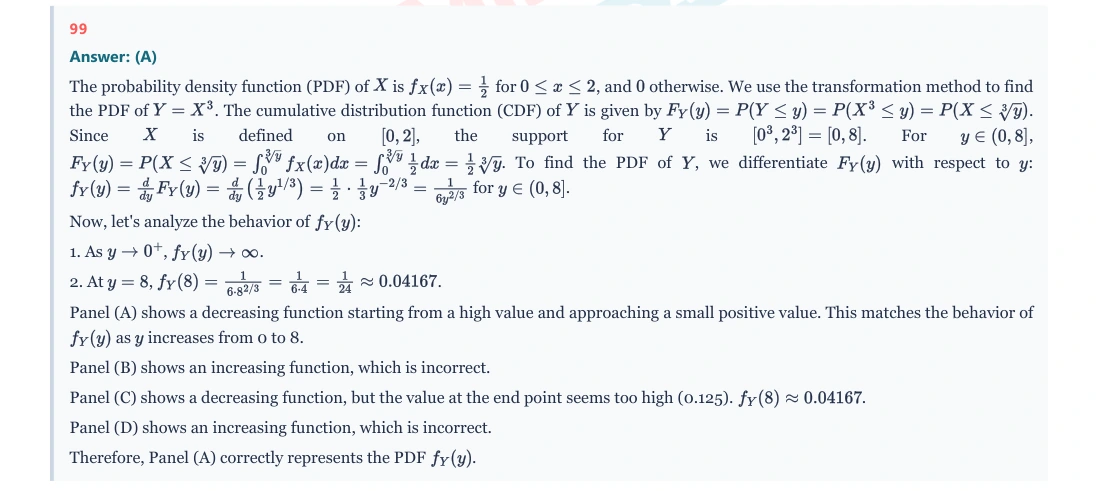 99
Answer: (A)
The probability density function (PDF) of X is f_X(x) = 1/2 for 0 ≤ x ≤ 2, and 0 otherwise. We use the transformation method to find
the PDF of Y = X³. The cumulative distribution function (CDF) of Y is given by F_Y(y) = P(Y ≤ y) = P(X³ ≤ y) = P(X ≤ ∛y).
Since X is defined on [0, 2], the support for Y is [0³, 2³] = [0, 8]. For y ∈ (0, 8],
F_Y(y) = P(X ≤ ∛y) = ∫₀^{∛y} f_X(x)dx = ∫₀^{∛y} 1/2 dx = 1/2 ∛y. To find the PDF of Y, we differentiate F_Y(y) with respect to y:
f_Y(y) = d/dy F_Y(y) = d/dy (1/2 y^{1/3}) = 1/2 · 1/3 y^{−2/3} = 1/(6y^{2/3}) for y ∈ (0, 8].
Now, let's analyze the behavior of f_Y(y):
1. As y → 0⁺, f_Y(y) → ∞.
2. At y = 8, f_Y(8) = 1/(6·8^{2/3}) = 1/(6·4) = 1/24 ≈ 0.04167.
Panel (A) shows a decreasing function starting from a high value and approaching a small positive value. This matches the behavior of
f_Y(y) as y increases from 0 to 8.
Panel (B) shows an increasing function, which is incorrect.
Panel (C) shows a decreasing function, but the value at the end point seems too high (0.125). f_Y(8) ≈ 0.04167.
Panel (D) shows an increasing function, which is incorrect.
Therefore, Panel (A) correctly represents the PDF f_Y(y).